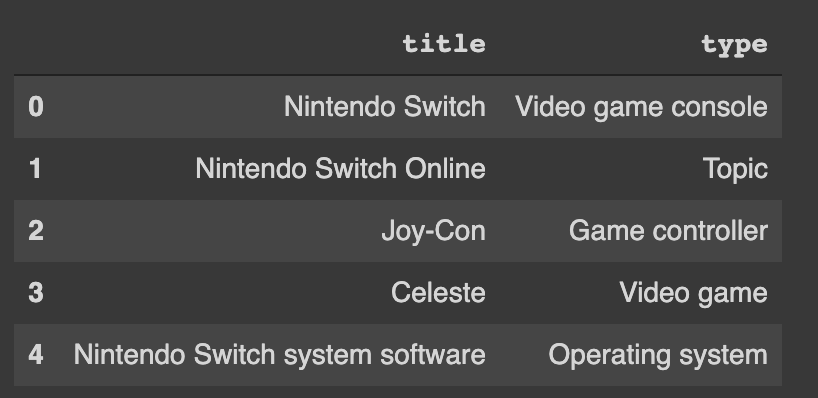 title type
0 Nintendo Switch Video game console
1 Nintendo Switch Online Topic
2 Joy-Con Game controller
3 Celeste Video game
4 Nintendo Switch system software Operating system